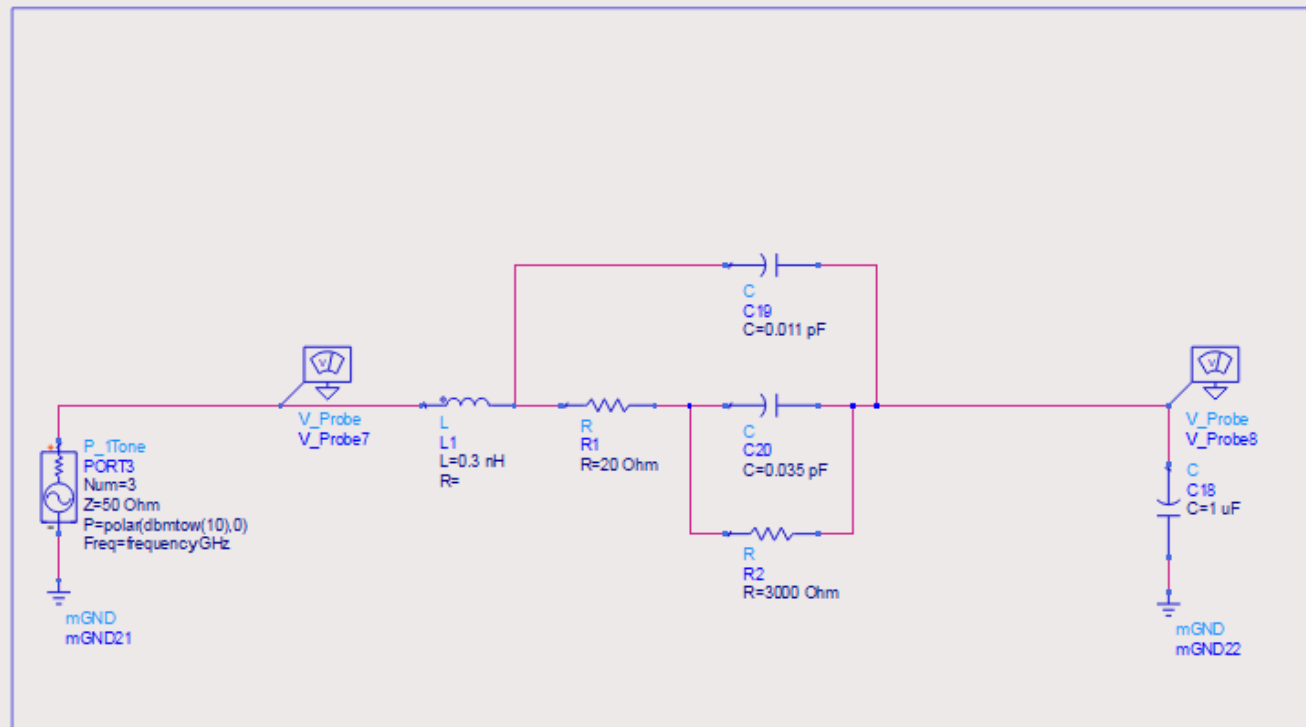 C
C19
C=0.011 pF
V
V_Probe
V_Probe7
V
V_Probe
V_Probe8
P_1Tone
PORT3
Num=3
Z=50 Ohm
P=polar(dbmtow(10),0)
Freq=frequencyGHz
L
L1
L=0.3 nH
R=
R
R1
R=20 Ohm
C
C20
C=0.035 pF
C
C18
C=1 uF
R
R2
R=3000 Ohm
mGND
mGND21
mGND
mGND22